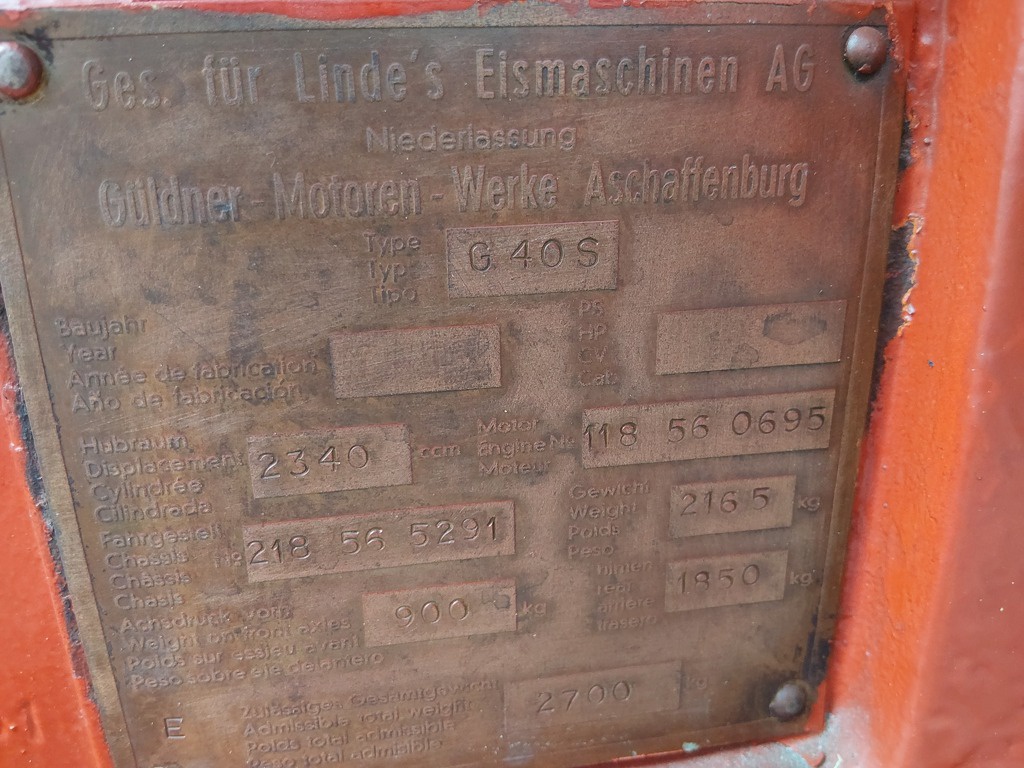 Ges. für Linde's Eismaschinen AG
Niederlassung
Güldner - Motoren - Werke Aschaffenburg
Type
Typ
Tipo
G 40 S
Baujahr
Year
Année de fabrication
Año de fabricación
PS
HP
CV
Cab.
Hubraum
Displacement
Cylindrée
Cilindrada
2340 ccm
Motor
Engine No
Moteur
118 56 0695
Fahrgestell
Chassis
Châssis
Chasis
218 56 5291
Gewicht
Weight
Poids
Peso
2165 kg
Achsdruck vorn
Weight on front axles
Poids sur essieu avant
Peso sobre eje delantero
900 kg
hinten
rear
arrière
trasero
1850 kg
E
Zulässiges Gesamtgewicht
Admissible total weight
Poids total admissible
Peso total admisible
2700 kg